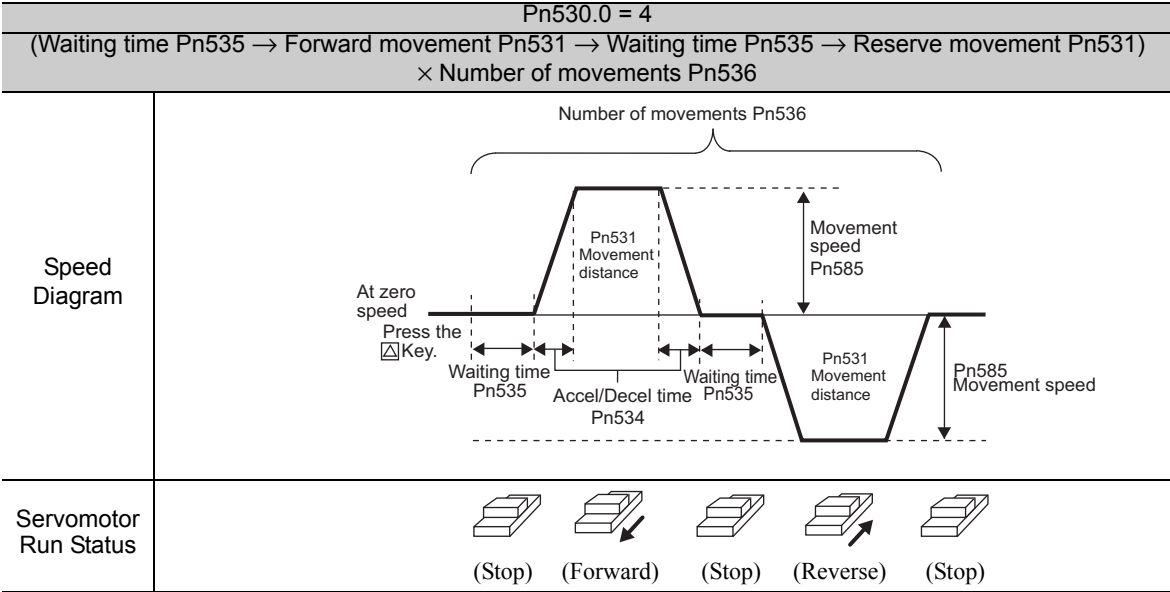 Pn530.0 = 4
(Waiting time Pn535 → Forward movement Pn531 → Waiting time Pn535 → Reserve movement Pn531)
× Number of movements Pn536
Speed
Diagram
Number of movements Pn536
Pn531
Movement
distance
Movement
speed
Pn585
At zero
speed
Press the
△Key.
Waiting time
Pn535
Accel/Decel time
Pn534
Waiting time
Pn535
Pn531
Movement
distance
Pn585
Movement speed
Servomotor
Run Status
(Stop) (Forward) (Stop) (Reverse) (Stop)